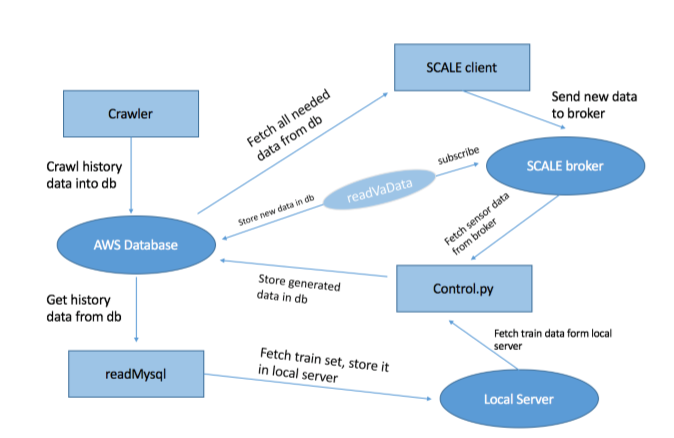 SCALE client
Send new data
to broker
Crawler
Fetch all needed
data from db
Crawl history
data into db
subscribe
SCALE broker
readVaData
Store new data in db
Fetch sensor data
from broker
AWS Database
Store generated
data in db
Control.py
Get history
data from db
Fetch train data form local
server
Fetch train set, store it
in local server
readMysql
Local Server